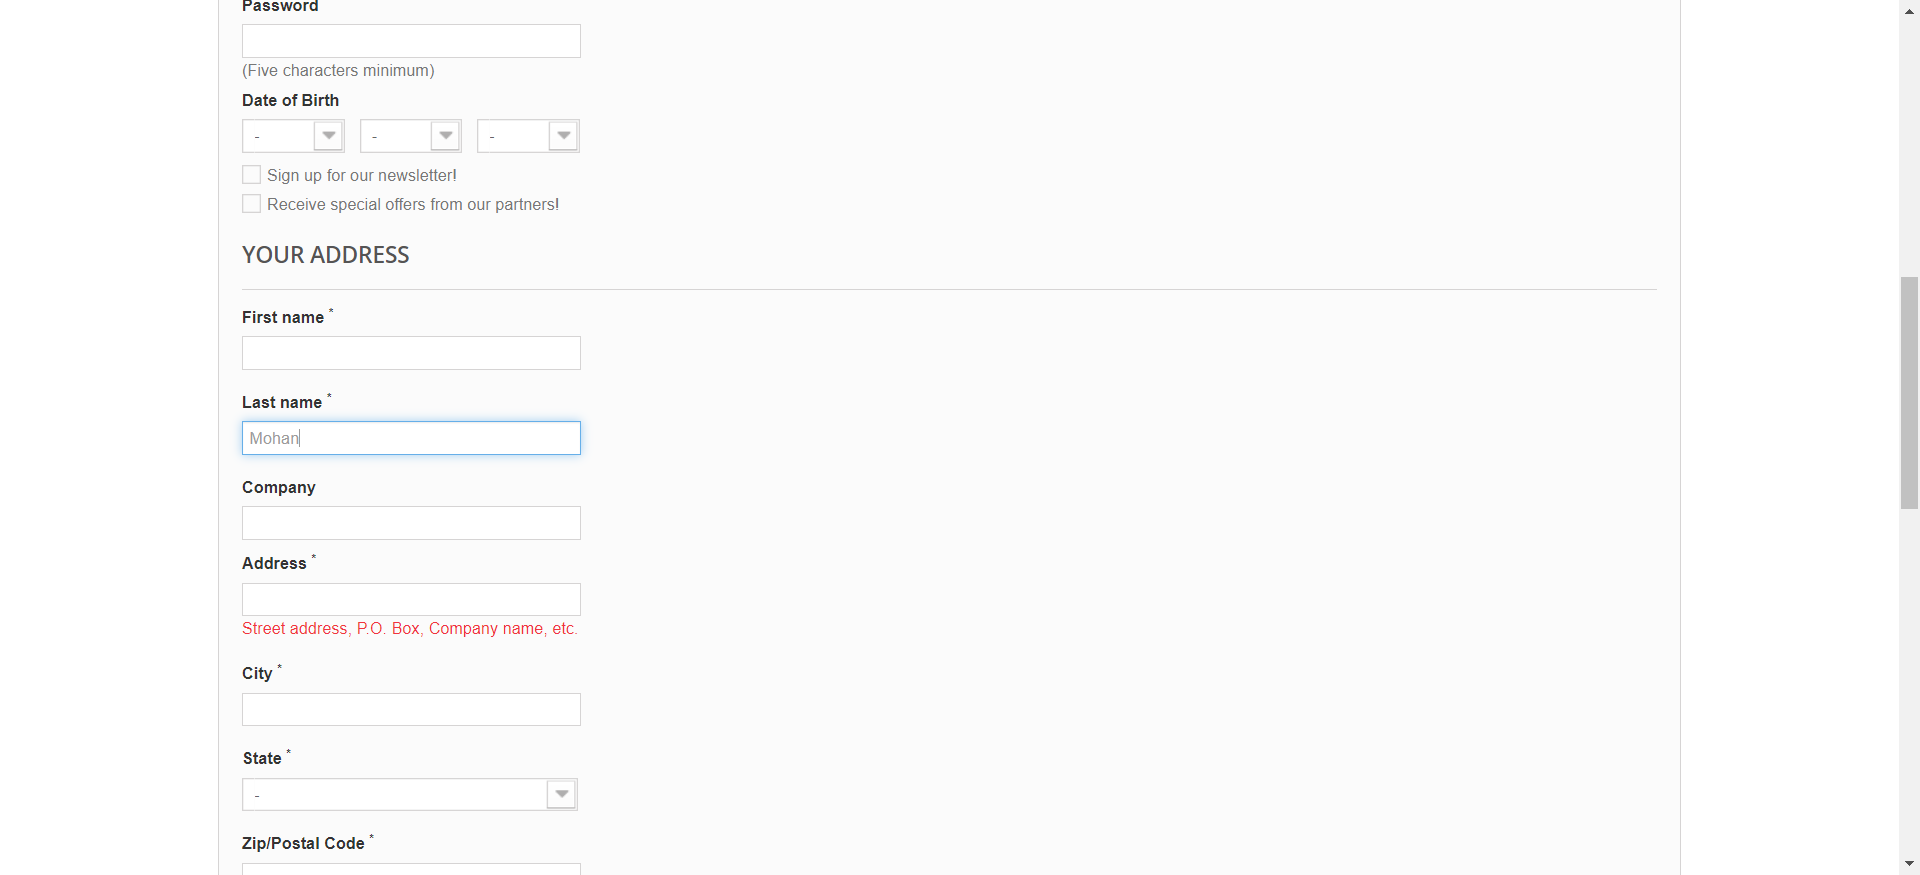 Password
(Five characters minimum)
Date of Birth
- - -
Sign up for our newsletter!
Receive special offers from our partners!
YOUR ADDRESS
First name *
Last name *
Mohan
Company
Address *
Street address, P.O. Box, Company name, etc.
City *
State *
-
Zip/Postal Code *